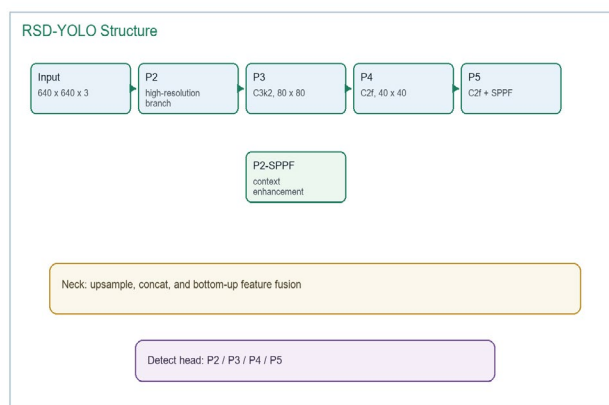 RSD-YOLO Structure
Input
640 x 640 x 3
P2
high-resolution
branch
P3
C3k2, 80 x 80
P4
C2f, 40 x 40
P5
C2f + SPPF
P2-SPPF
context
enhancement
Neck: upsample, concat, and bottom-up feature fusion
Detect head: P2 / P3 / P4 / P5